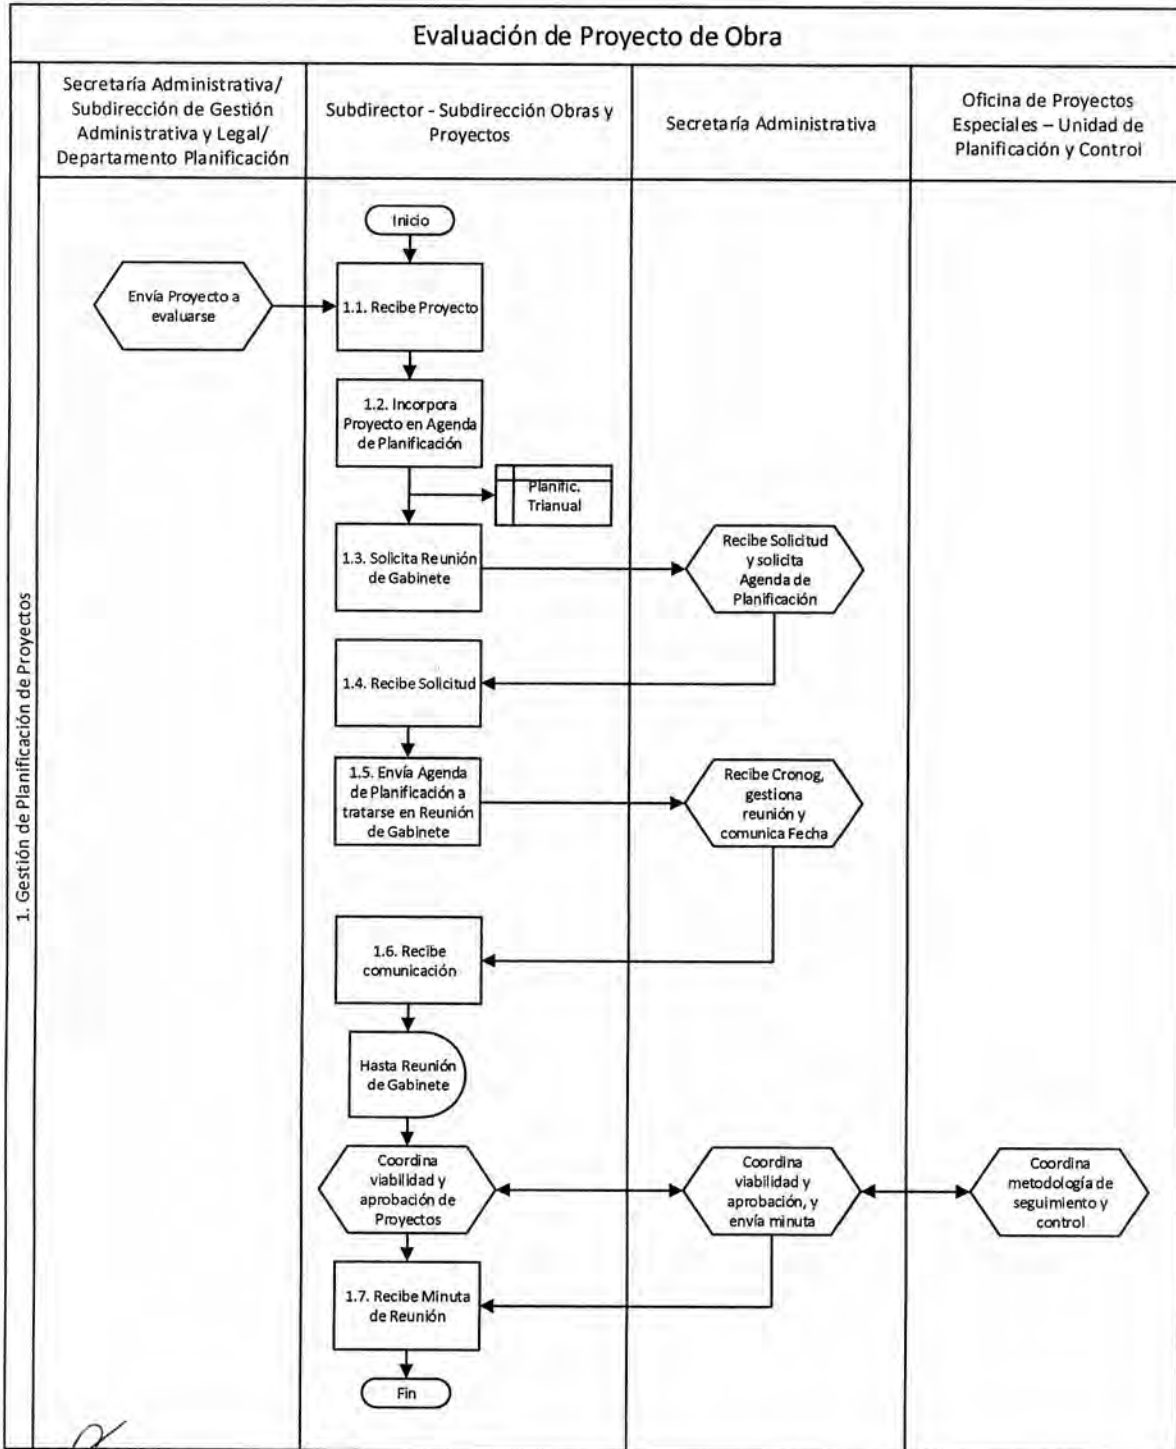 Evaluación de Proyecto de Obra
Secretaría Administrativa/
Subdirección de Gestión
Administrativa y Legal/
Departamento Planificación
Subdirector - Subdirección Obras y
Proyectos
Secretaría Administrativa
Oficina de Proyectos
Especiales – Unidad de
Planificación y Control
1. Gestión de Planificación de Proyectos
Inicio
Envía Proyecto a
evaluarse
1.1. Recibe Proyecto
1.2. Incorpora
Proyecto en Agenda
de Planificación
Planific.
Trianual
1.3. Solicita Reunión
de Gabinete
Recibe Solicitud
y solicita
Agenda de
Planificación
1.4. Recibe Solicitud
1.5. Envía Agenda
de Planificación a
tratarse en Reunión
de Gabinete
Recibe Cronog,
gestiona
reunión y
comunica Fecha
1.6. Recibe
comunicación
Hasta Reunión
de Gabinete
Coordina
viabilidad y
aprobación de
Proyectos
Coordina
viabilidad y
aprobación, y
envía minuta
Coordina
metodología de
seguimiento y
control
1.7. Recibe Minuta
de Reunión
Fin